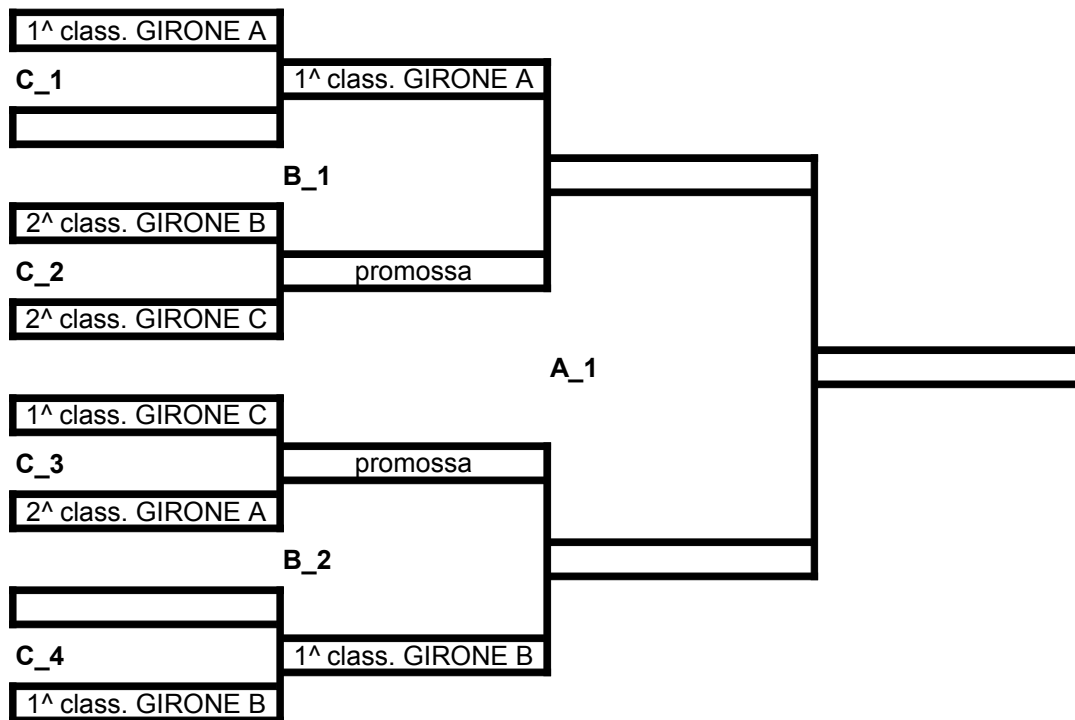 1^ class. GIRONE A
C_1
1^ class. GIRONE A
B_1
2^ class. GIRONE B
C_2
promossa
2^ class. GIRONE C
A_1
1^ class. GIRONE C
C_3
promossa
2^ class. GIRONE A
B_2
C_4
1^ class. GIRONE B
1^ class. GIRONE B